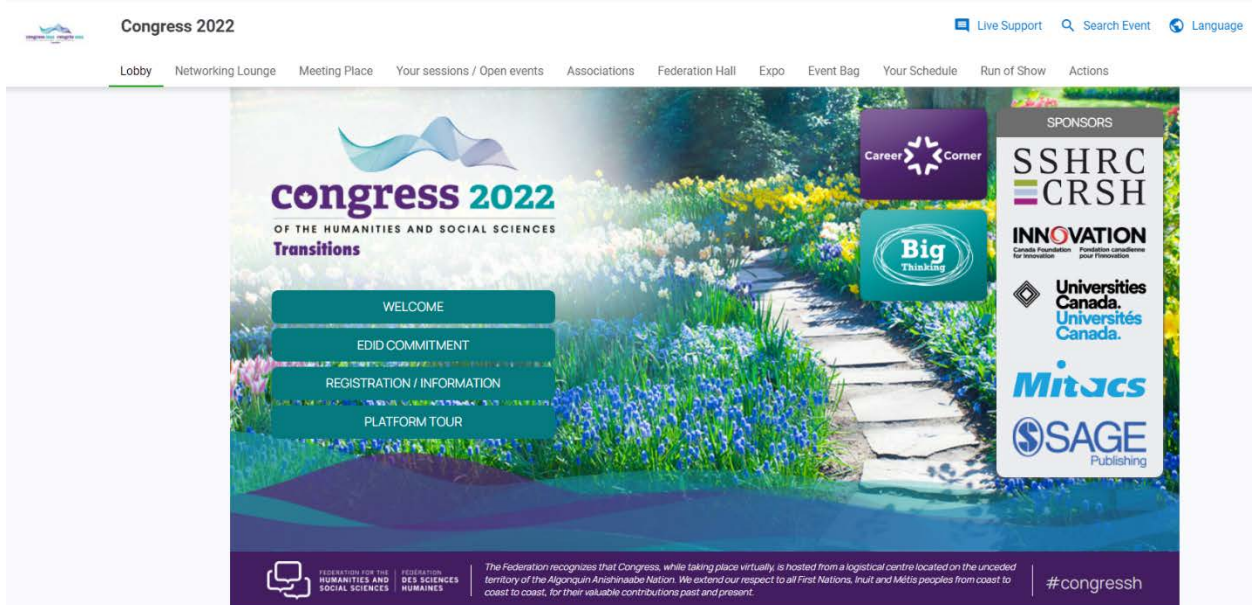 Congress 2022
Live Support
Search Event
Language
Lobby
Networking Lounge
Meeting Place
Your sessions / Open events
Associations
Federation Hall
Expo
Event Bag
Your Schedule
Run of Show
Actions
congress 2022
OF THE HUMANITIES AND SOCIAL SCIENCES
Transitions
WELCOME
EDID COMMITMENT
REGISTRATION / INFORMATION
PLATFORM TOUR
Career Corner
Big
Thinking
SPONSORS
SSHRC
CRSH
INNOVATION
Canada Foundation
for Innovation
Fondation canadienne
pour l'innovation
Universities
Canada.
Universités
Canada.
Mitacs
SAGE
Publishing
FEDERATION FOR THE
HUMANITIES AND
SOCIAL SCIENCES
FÉDÉRATION
DES SCIENCES
HUMAINES
The Federation recognizes that Congress, while taking place virtually, is hosted from a logistical centre located on the unceded
territory of the Algonquin Anishinaabe Nation. We extend our respect to all First Nations, Inuit and Métis peoples from coast to
coast to coast, for their valuable contributions past and present.
#congressh